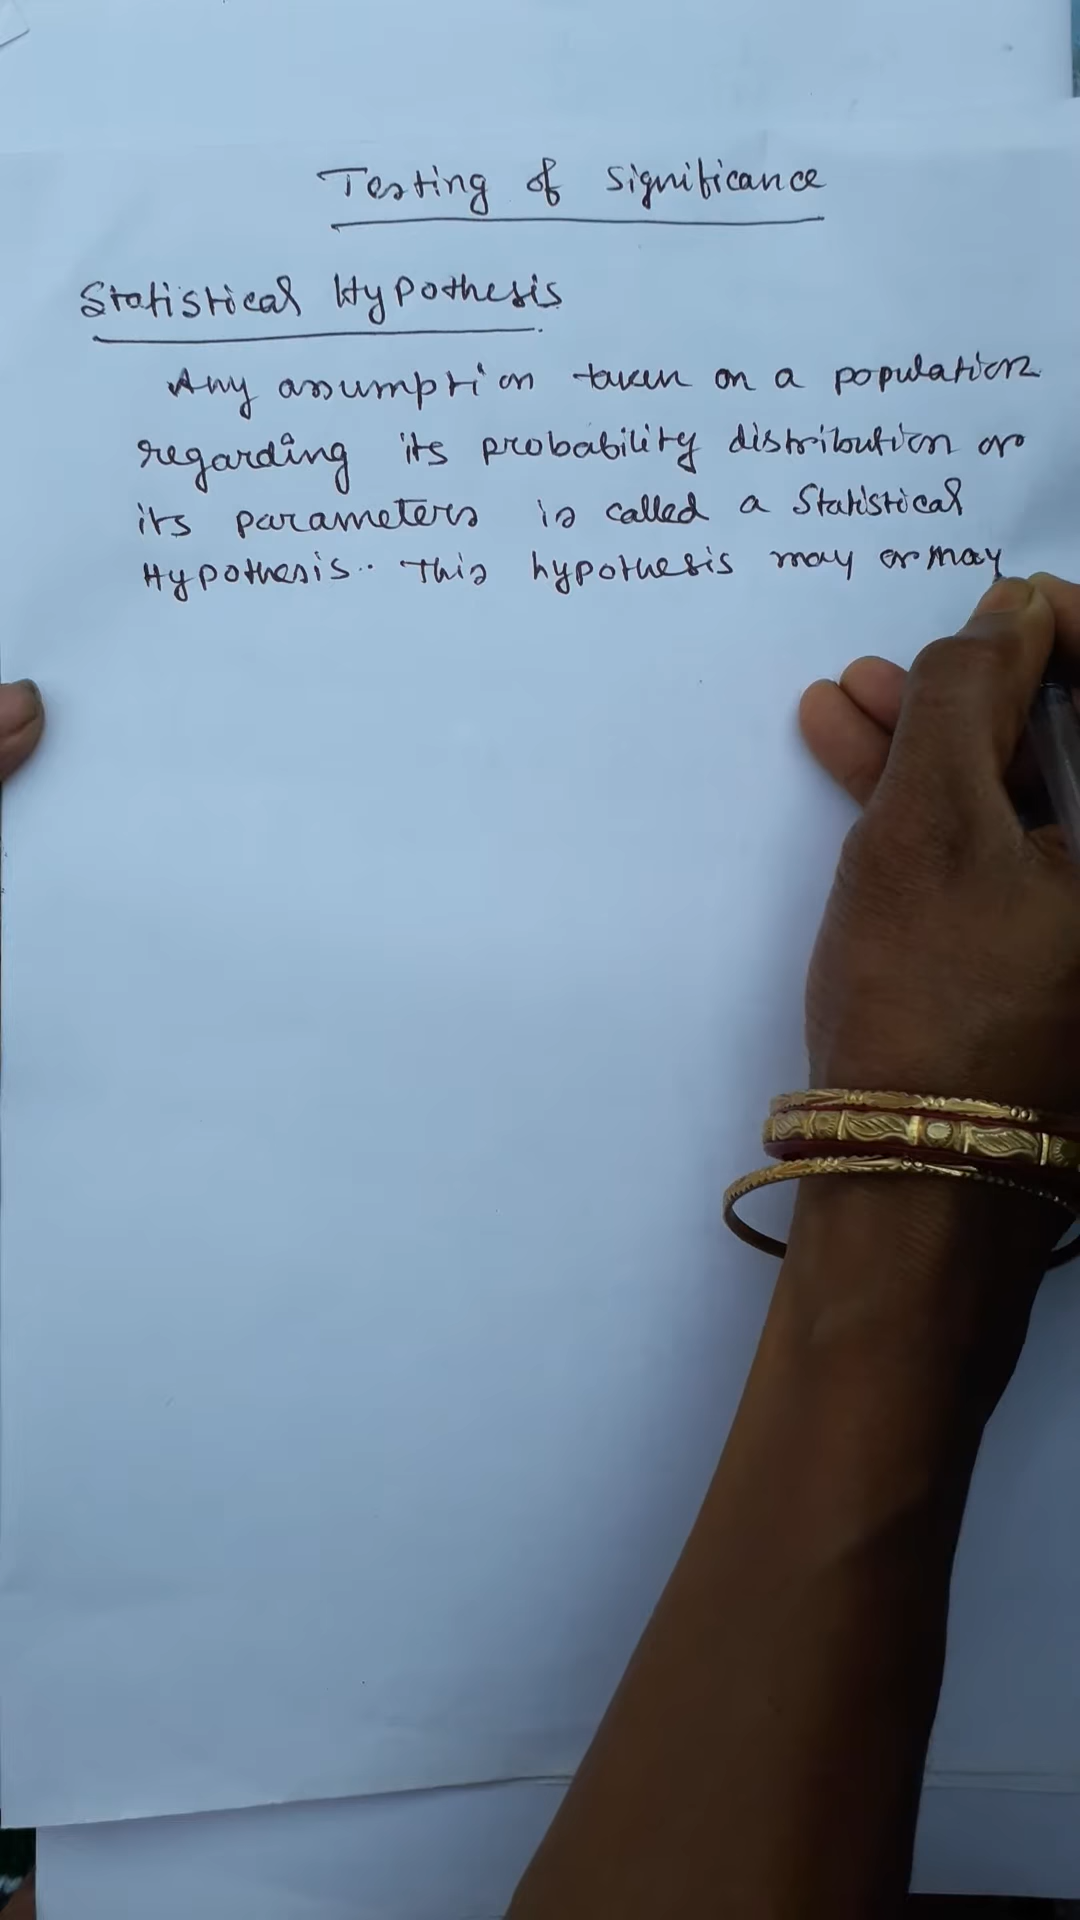 Testing of significance
Statistical Hypothesis
Any assumption taken on a population
regarding its probability distribution or
its parameters is called a Statistical
Hypothesis.. This hypothesis may or may